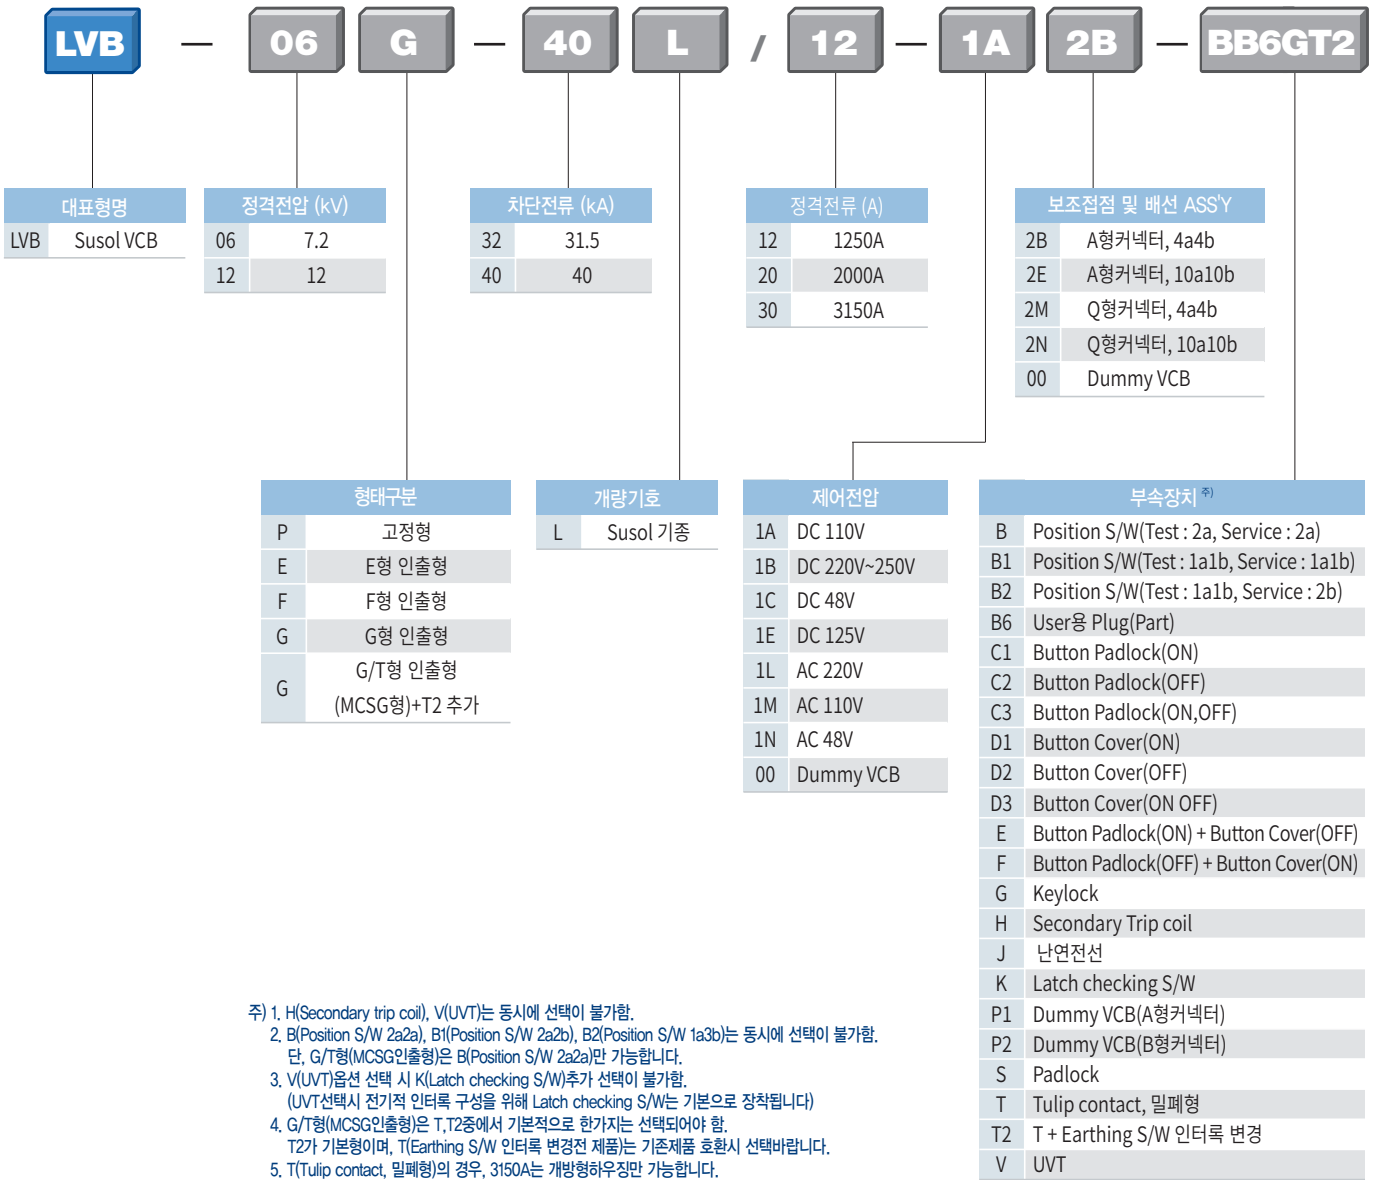 LVB — 06 G — 40 L / 12 — 1A 2B — BB6GT2
대표형명
LVB Susol VCB
정격전압 (kV)
06 7.2
12 12
차단전류 (kA)
32 31.5
40 40
정격전류 (A)
12 1250A
20 2000A
30 3150A
보조접점 및 배선 ASS'Y
2B A형커넥터, 4a4b
2E A형커넥터, 10a10b
2M Q형커넥터, 4a4b
2N Q형커넥터, 10a10b
00 Dummy VCB
형태구분
P 고정형
E E형 인출형
F F형 인출형
G G형 인출형
G G/T형 인출형
(MCSG형)+T2 추가
개량기호
L Susol 기종
제어전압
1A DC 110V
1B DC 220V~250V
1C DC 48V
1E DC 125V
1L AC 220V
1M AC 110V
1N AC 48V
00 Dummy VCB
부속장치 주)
B Position S/W(Test : 2a, Service : 2a)
B1 Position S/W(Test : 1a1b, Service : 1a1b)
B2 Position S/W(Test : 1a1b, Service : 2b)
B6 User용 Plug(Part)
C1 Button Padlock(ON)
C2 Button Padlock(OFF)
C3 Button Padlock(ON,OFF)
D1 Button Cover(ON)
D2 Button Cover(OFF)
D3 Button Cover(ON OFF)
E Button Padlock(ON) + Button Cover(OFF)
F Button Padlock(OFF) + Button Cover(ON)
G Keylock
H Secondary Trip coil
J 난연전선
K Latch checking S/W
P1 Dummy VCB(A형커넥터)
P2 Dummy VCB(B형커넥터)
S Padlock
T Tulip contact, 밀폐형
T2 T + Earthing S/W 인터록 변경
V UVT
주) 1. H(Secondary trip coil), V(UVT)는 동시에 선택이 불가함.
2. B(Position S/W 2a2a), B1(Position S/W 2a2b), B2(Position S/W 1a3b)는 동시에 선택이 불가함.
단, G/T형(MCSG인출형)은 B(Position S/W 2a2a)만 가능합니다.
3. V(UVT)옵션 선택 시 K(Latch checking S/W)추가 선택이 불가함.
(UVT선택시 전기적 인터록 구성을 위해 Latch checking S/W는 기본으로 장착됩니다)
4. G/T형(MCSG인출형)은 T,T2중에서 기본적으로 한가지는 선택되어야 함.
T2가 기본형이며, T(Earthing S/W 인터록 변경전 제품)는 기존제품 호환시 선택바랍니다.
5. T(Tulip contact, 밀폐형)의 경우, 3150A는 개방형하우징만 가능합니다.